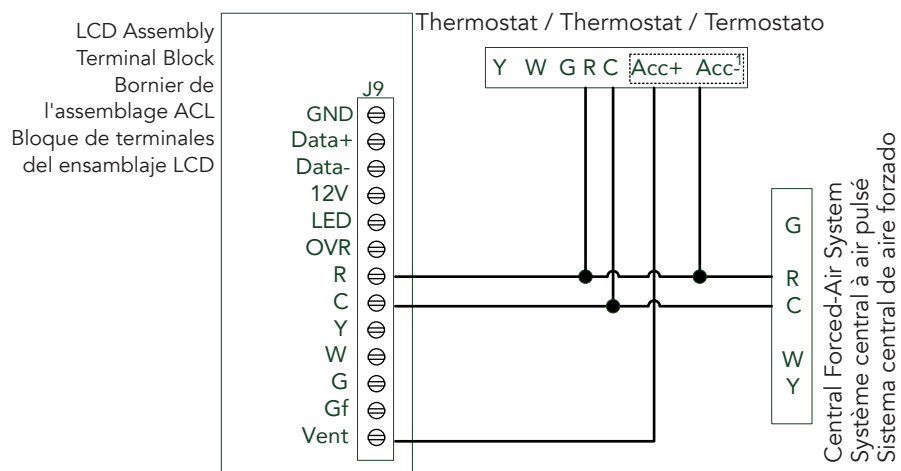 LCD Assembly
Terminal Block
Bornier de
l'assemblage ACL
Bloque de terminales
del ensamblaje LCD
Thermostat / Thermostat / Termostato
Y W G R C Acc+ Acc-1
J9
GND
Data+
Data-
12V
LED
OVR
R
C
Y
W
G
Gf
Vent
G
R
C
W
Y
Central Forced-Air System
Système central à air pulsé
Sistema central de aire forzado